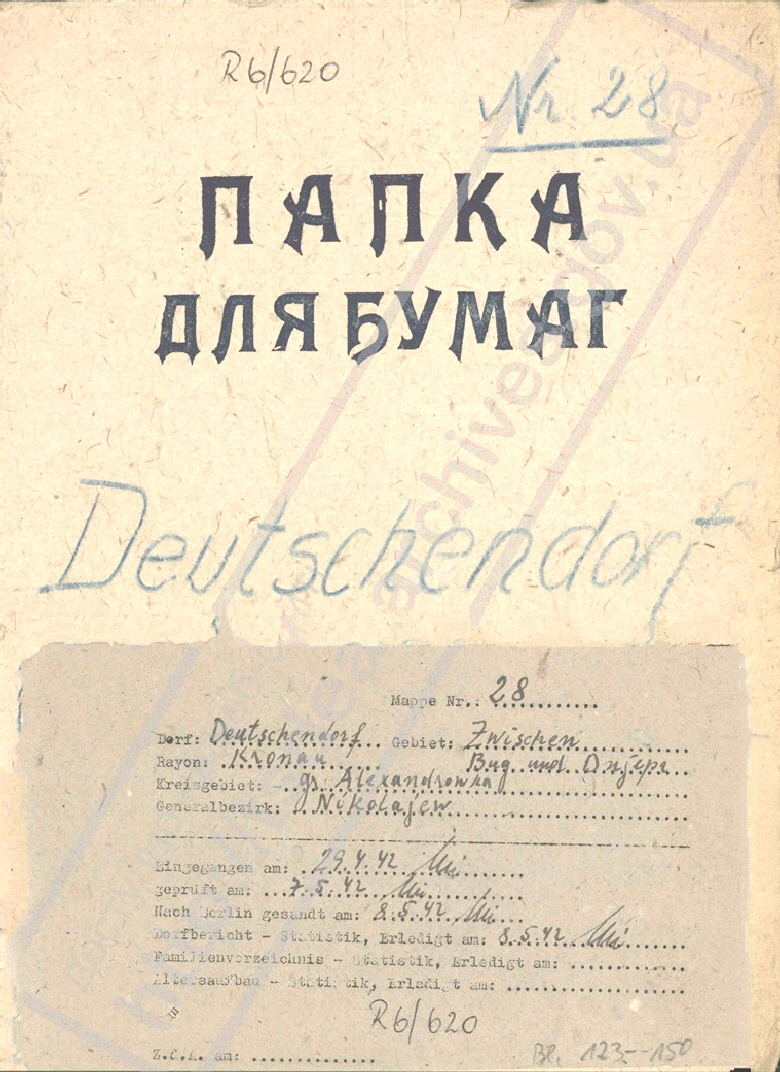 R6/620
Nr 28
ПАПКА
ДЛЯ БУМАГ
Deutschendorf
Mappe Nr.: 28
Dorf: Deutschendorf Gebiet: Zwischen
Rayon: Kronau Bug und Dnjepr
Kreisgebiet: gr. Alexandrowka
Generalbezirk: Nikolajew
Eingegangen am: 29.4.42
geprüft am: 7.5.42
Nach Berlin gesandt am: 8.5.42
Dorfbericht - Statistik, Erledigt am: 8.5.42
Familienverzeichnis - Statistik, Erledigt am:
Altersaufbau - Statistik, Erledigt am:
R6/620
Z.d.A. am:
Bl. 123--150